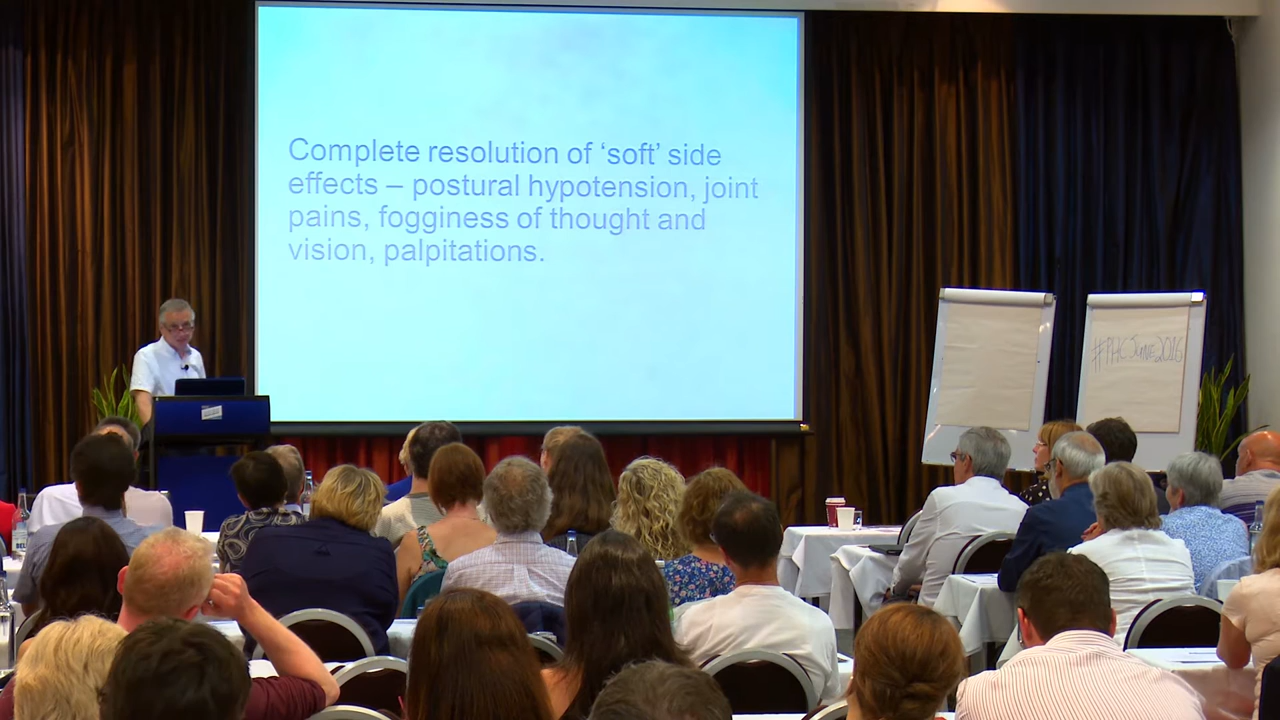 Complete resolution of ‘soft’ side
effects – postural hypotension, joint
pains, fogginess of thought and
vision, palpitations.
#PHCJUNE2016